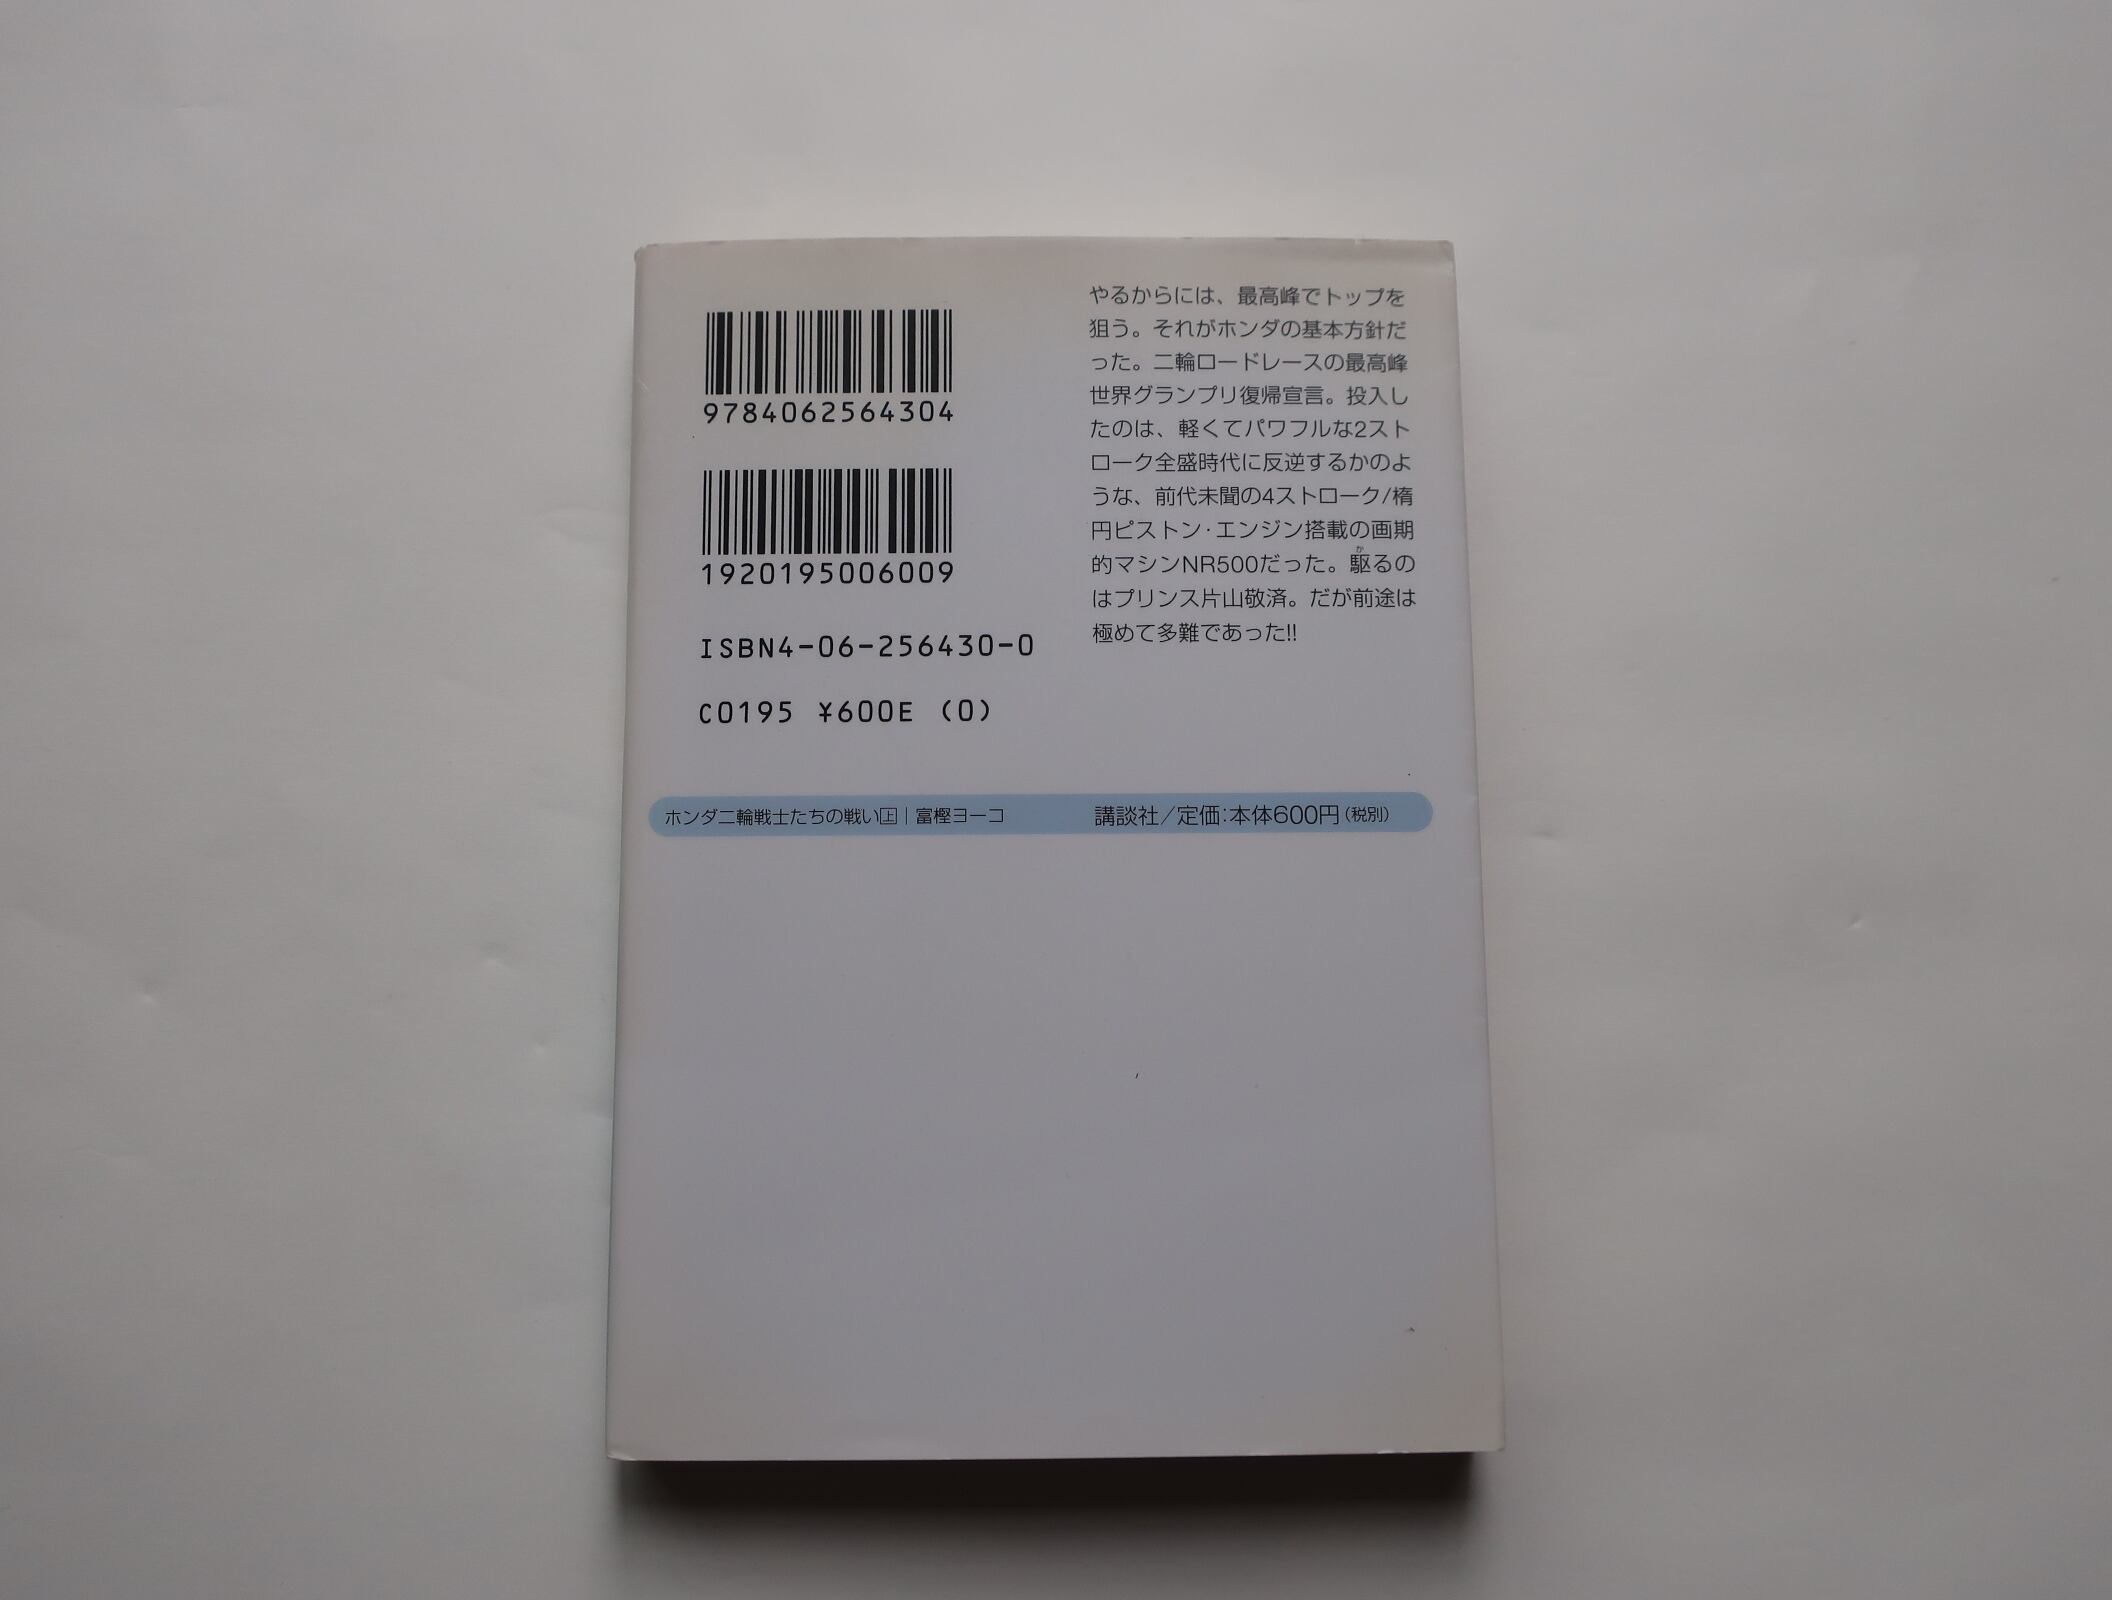 9784062564304
1920195006009
ISBN4-06-256430-0
C0195 ¥600E (0)
やるからには、最高峰でトップを
狙う。それがホンダの基本方針だ
った。二輪ロードレースの最高峰
世界グランプリ復帰宣言。投入し
たのは、軽くてパワフルな2スト
ローク全盛時代に反逆するかのよ
うな、前代未聞の4ストローク/楕
円ピストン・エンジン搭載の画期
的マシンNR500だった。駆るの
か
はプリンス片山敬済。だが前途は
極めて多難であった!!
ホンダ二輪戦士たちの戦い上|富樫ヨーコ
講談社/定価:本体600円(税別)